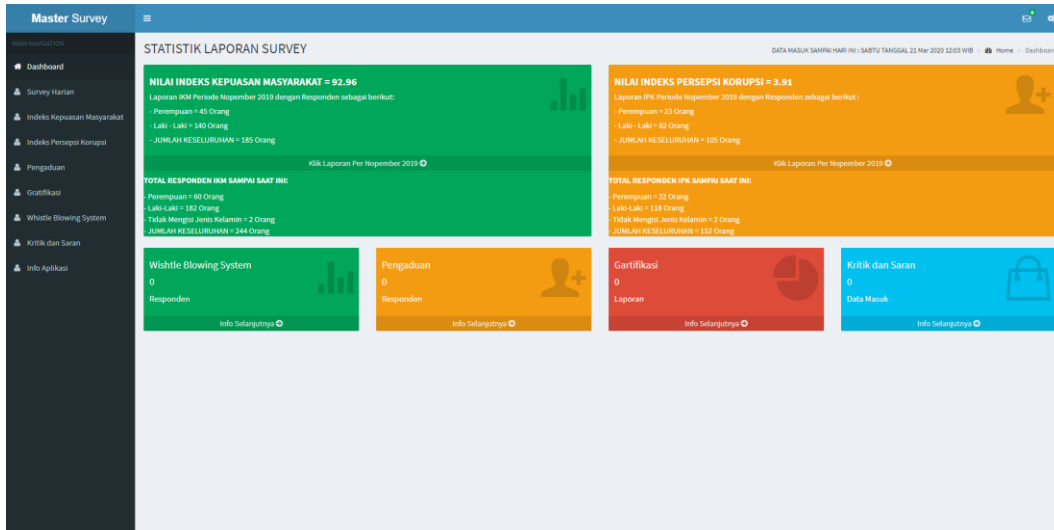 Master Survey
0
MAIN NAVIGATION
Dashboard
Survey Harian
Indeks Kepuasan Masyarakat
Indeks Persepsi Korupsi
Pengaduan
Gratifikasi
Whistle Blowing System
Kritik dan Saran
Info Aplikasi
STATISTIK LAPORAN SURVEY
DATA MASUK SAMPAI HARI INI : SABTU TANGGAL 21 Mar 2020 12:03 WIB Home Dashboard
NILAI INDEKS KEPUASAN MASYARAKAT = 92.96
Laporan IKM Periode Nopember 2019 dengan Responden sebagai berikut:
- Perempuan = 45 Orang
- Laki - Laki = 140 Orang
- JUMLAH KESELURUHAN = 185 Orang
Klik Laporan Per Nopember 2019
TOTAL RESPONDEN IKM SAMPAI SAAT INI:
- Perempuan = 60 Orang
- Laki-Laki = 182 Orang
- Tidak Mengisi Jenis Kelamin = 2 Orang
- JUMLAH KESELURUHAN = 244 Orang
NILAI INDEKS PERSEPSI KORUPSI = 3.91
Laporan IPK Periode Nopember 2019 dengan Responden sebagai berikut :
- Perempuan = 23 Orang
- Laki - Laki = 82 Orang
- JUMLAH KESELURUHAN = 105 Orang
Klik Laporan Per Nopember 2019
TOTAL RESPONDEN IPK SAMPAI SAAT INI:
- Perempuan = 32 Orang
- Laki-Laki = 118 Orang
- Tidak Mengisi Jenis Kelamin = 2 Orang
- JUMLAH KESELURUHAN = 152 Orang
Wishtle Blowing System
0
Responden
Info Selanjutnya
Pengaduan
0
Responden
Info Selanjutnya
Gartifikasi
0
Laporan
Info Selanjutnya
Kritik dan Saran
0
Data Masuk
Info Selanjutnya